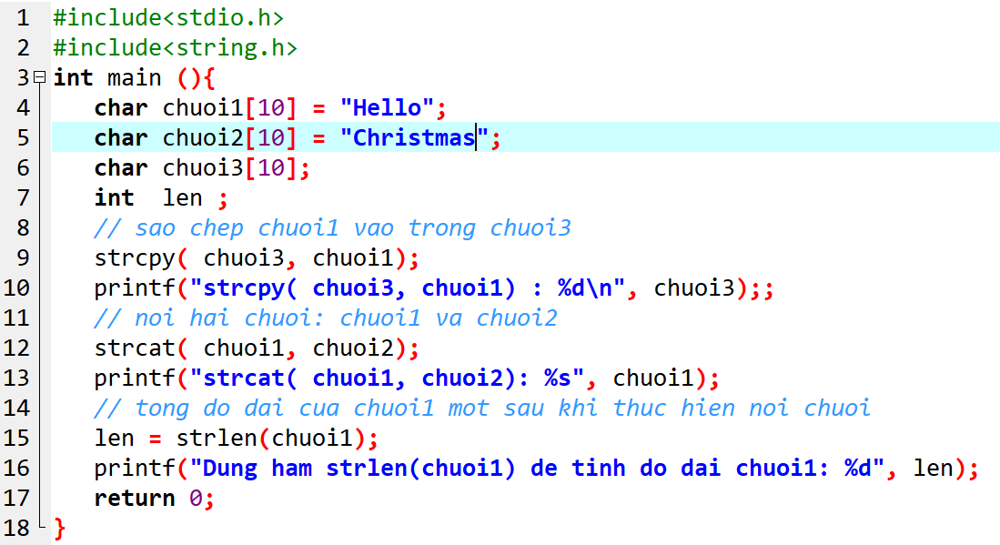 1 #include<stdio.h>
2 #include<string.h>
3 int main (){
4 char chuoi1[10] = "Hello";
5 char chuoi2[10] = "Christmas";
6 char chuoi3[10];
7 int  len ;
8 // sao chep chuoi1 vao trong chuoi3
9 strcpy( chuoi3, chuoi1);
10 printf("strcpy( chuoi3, chuoi1) : %d\n", chuoi3);;
11 // noi hai chuoi: chuoi1 va chuoi2
12 strcat( chuoi1, chuoi2);
13 printf("strcat( chuoi1, chuoi2): %s", chuoi1);
14 // tong do dai cua chuoi1 mot sau khi thuc hien noi chuoi
15 len = strlen(chuoi1);
16 printf("Dung ham strlen(chuoi1) de tinh do dai chuoi1: %d", len);
17 return 0;
18 }